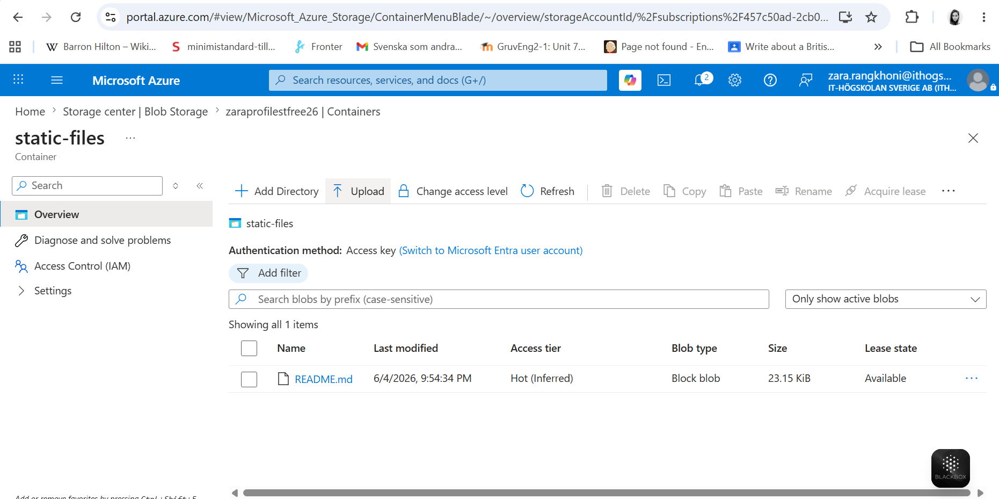 portal.azure.com/#view/Microsoft_Azure_Storage/ContainerMenuBlade/~/overview/storageAccountId/%2Fsubscriptions%2F457c50ad-2cb0...
Barron Hilton – Wiki... minimistandard-till... Fronter Svenska som andra... GruvEng2-1: Unit 7... Page not found - En... Write about a Britis... All Bookmarks
Microsoft Azure
Search resources, services, and docs (G+/)
2
zara.rangkhoni@ithogs...
IT-HÖGSKOLAN SVERIGE AB (ITH...
Home > Storage center | Blob Storage > zaraprofilestfree26 | Containers
static-files ...
Container
Search
Overview
Diagnose and solve problems
Access Control (IAM)
Settings
Add or remove favorites by pressing Ctrl+Shift+F
Add Directory Upload Change access level Refresh Delete Copy Paste Rename Acquire lease ...
static-files
Authentication method: Access key (Switch to Microsoft Entra user account)
Add filter
Search blobs by prefix (case-sensitive)
Only show active blobs
Showing all 1 items
Name Last modified Access tier Blob type Size Lease state
README.md 6/4/2026, 9:54:34 PM Hot (Inferred) Block blob 23.15 KiB Available ...
BLACKBOX